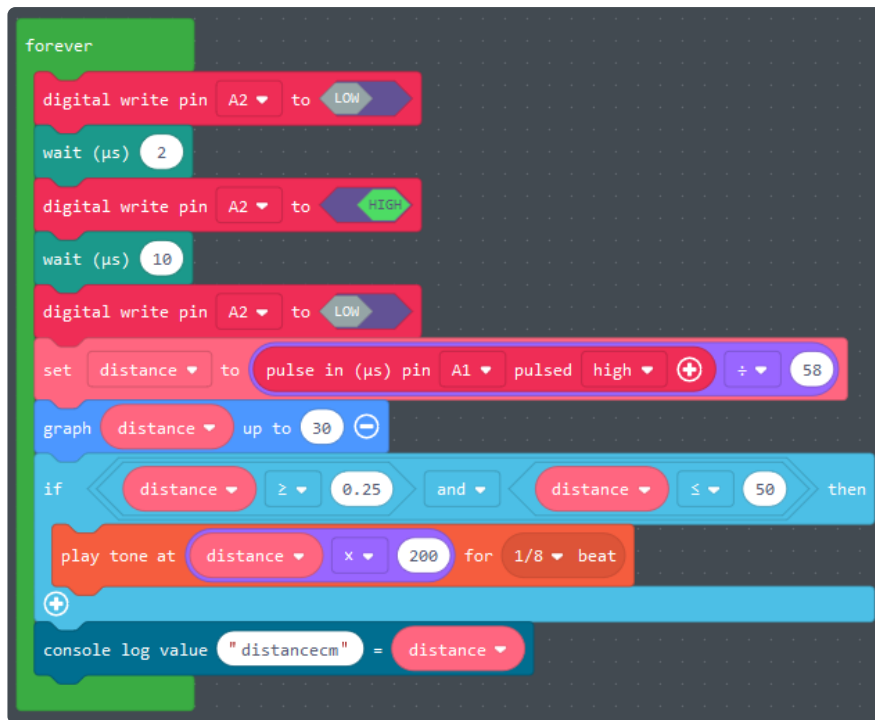 forever
digital write pin A2 to LOW
wait (µs) 2
digital write pin A2 to HIGH
wait (µs) 10
digital write pin A2 to LOW
set distance to pulse in (µs) pin A1 pulsed high ÷ 58
graph distance up to 30
if distance ≥ 0.25 and distance ≤ 50 then
play tone at distance x 200 for 1/8 beat
console log value "distancecm" = distance